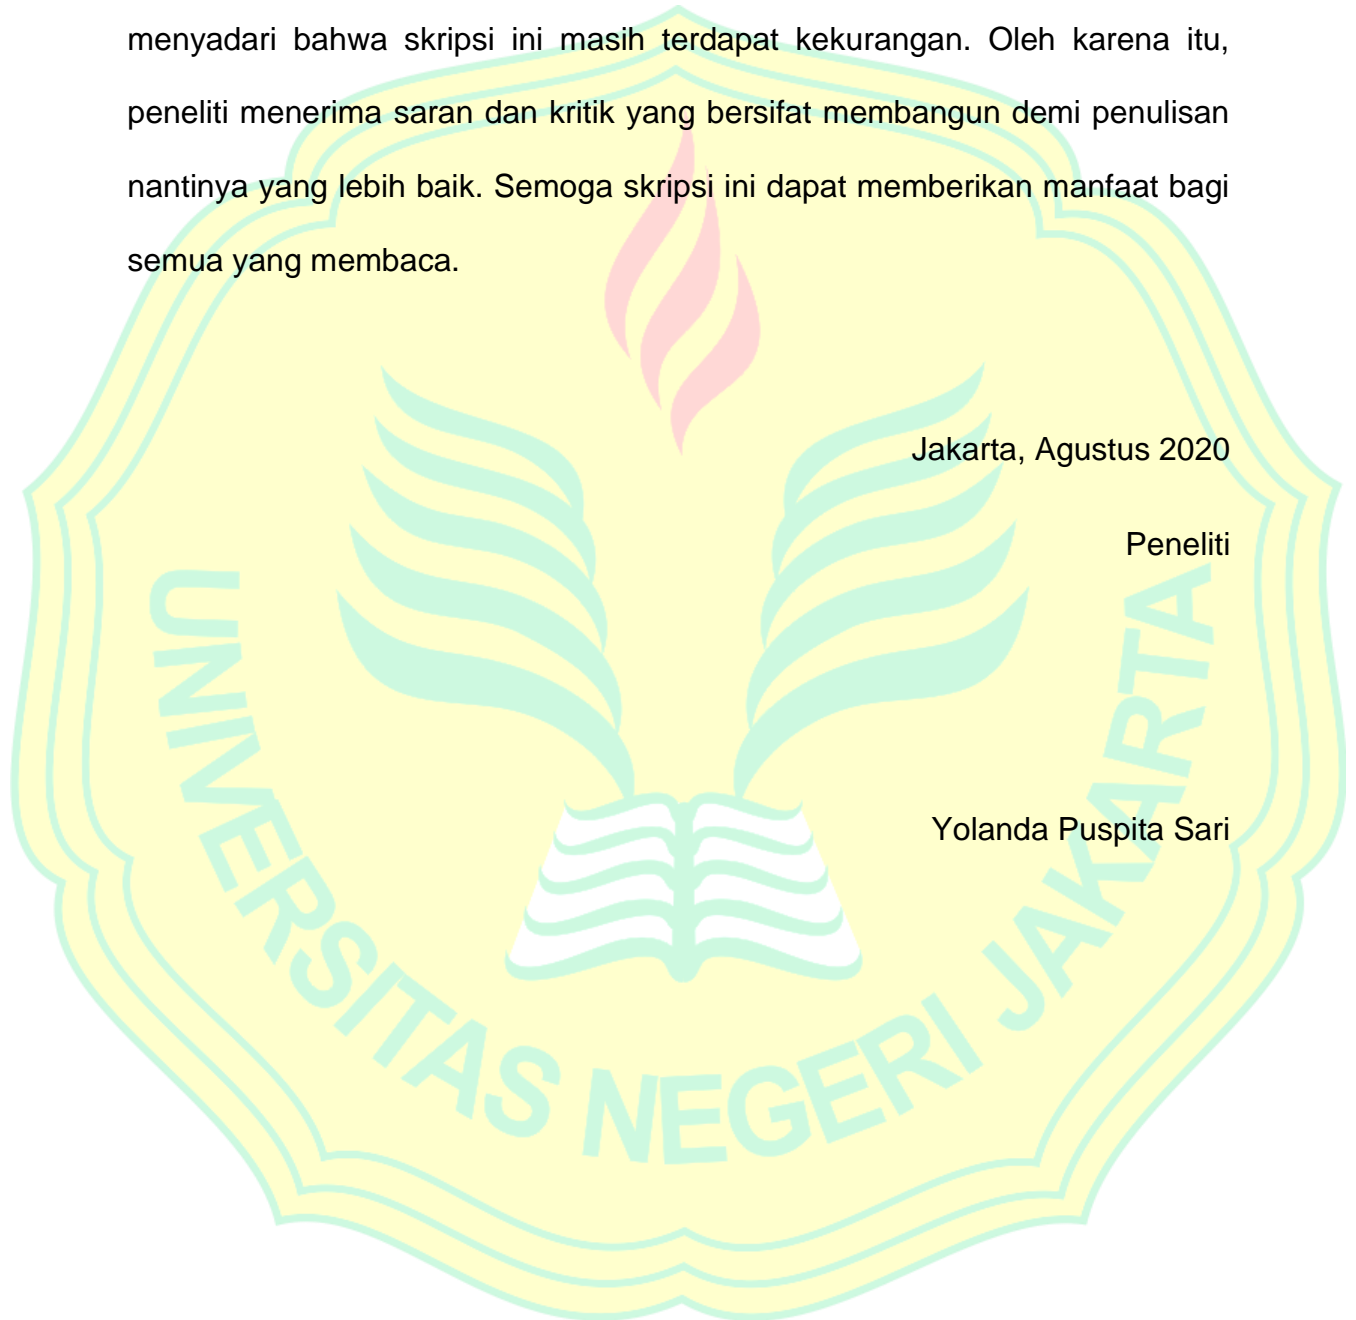 menyadari bahwa skripsi ini masih terdapat kekurangan. Oleh karena itu,
peneliti menerima saran dan kritik yang bersifat membangun demi penulisan
nantinya yang lebih baik. Semoga skripsi ini dapat memberikan manfaat bagi
semua yang membaca.
Jakarta, Agustus 2020
Peneliti
Yolanda Puspita Sari
UNIVERSITAS NEGERI JAKARTA